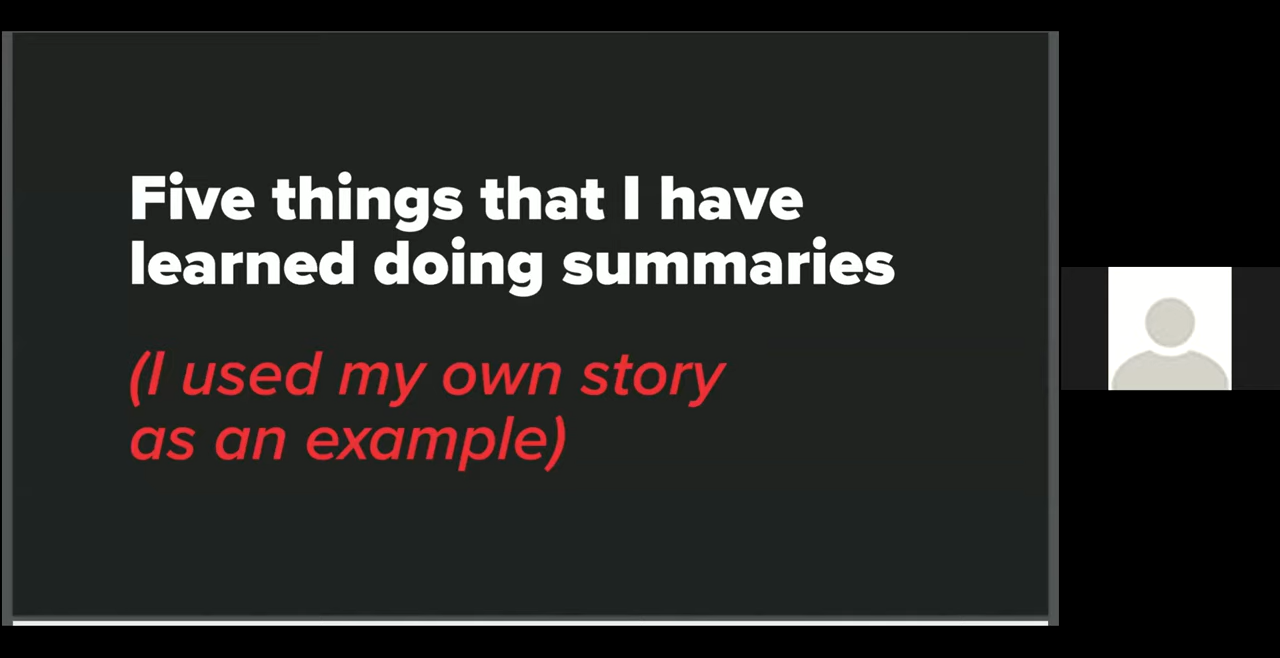 Five things that I have
learned doing summaries
(I used my own story
as an example)